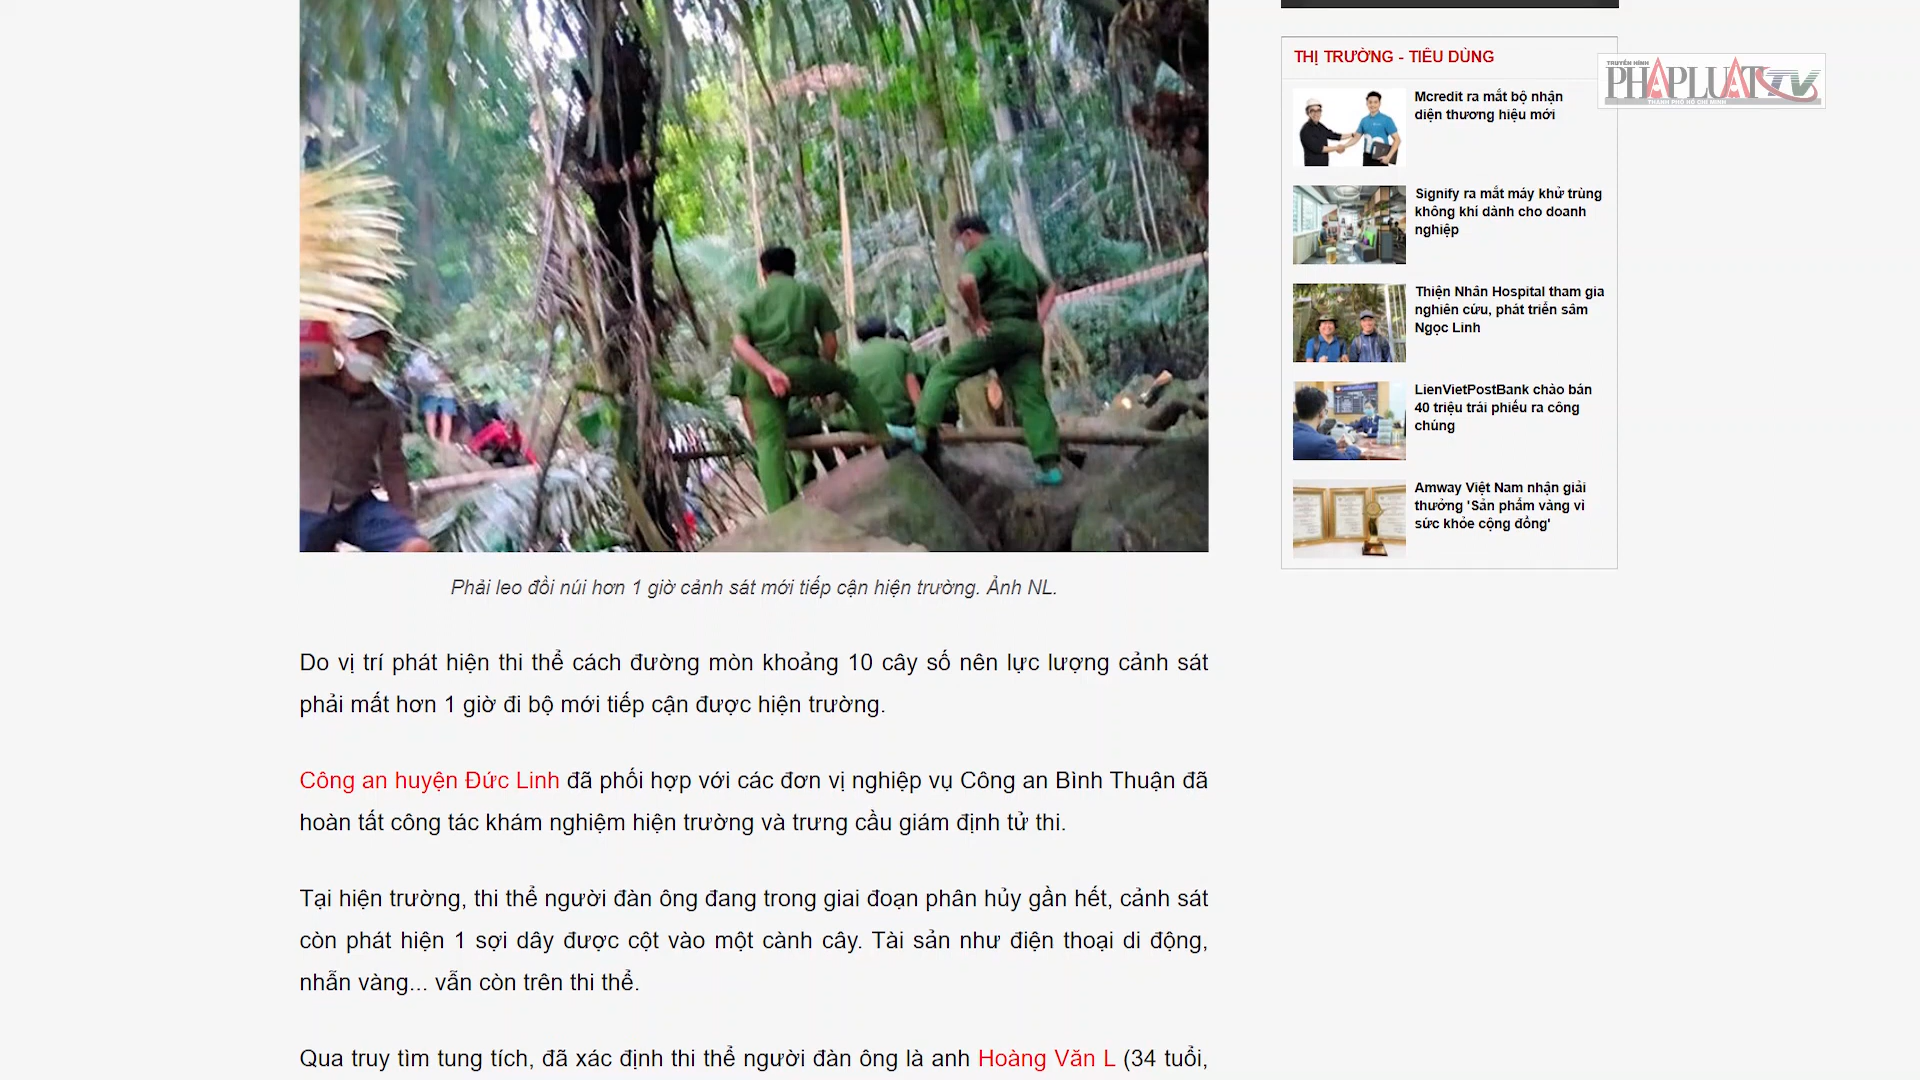 Phải leo đồi núi hơn 1 giờ cảnh sát mới tiếp cận hiện trường. Ảnh NL.
Do vị trí phát hiện thi thể cách đường mòn khoảng 10 cây số nên lực lượng cảnh sát
phải mất hơn 1 giờ đi bộ mới tiếp cận được hiện trường.
Công an huyện Đức Linh đã phối hợp với các đơn vị nghiệp vụ Công an Bình Thuận đã
hoàn tất công tác khám nghiệm hiện trường và trưng cầu giám định tử thi.
Tại hiện trường, thi thể người đàn ông đang trong giai đoạn phân hủy gần hết, cảnh sát
còn phát hiện 1 sợi dây được cột vào một cành cây. Tài sản như điện thoại di động,
nhẫn vàng... vẫn còn trên thi thể.
Qua truy tìm tung tích, đã xác định thi thể người đàn ông là anh Hoàng Văn L (34 tuổi,
THỊ TRƯỜNG - TIÊU DÙNG
Mcredit ra mắt bộ nhận
diện thương hiệu mới
Signify ra mắt máy khử trùng
không khí dành cho doanh
nghiệp
Thiện Nhân Hospital tham gia
nghiên cứu, phát triển sâm
Ngọc Linh
LienVietPostBank chào bán
40 triệu trái phiếu ra công
chúng
Amway Việt Nam nhận giải
thưởng 'Sản phẩm vàng vì
sức khỏe cộng đồng'
TRUYỀN HÌNH
PHÁPLUẬT TV
THÀNH PHỐ HỒ CHÍ MINH